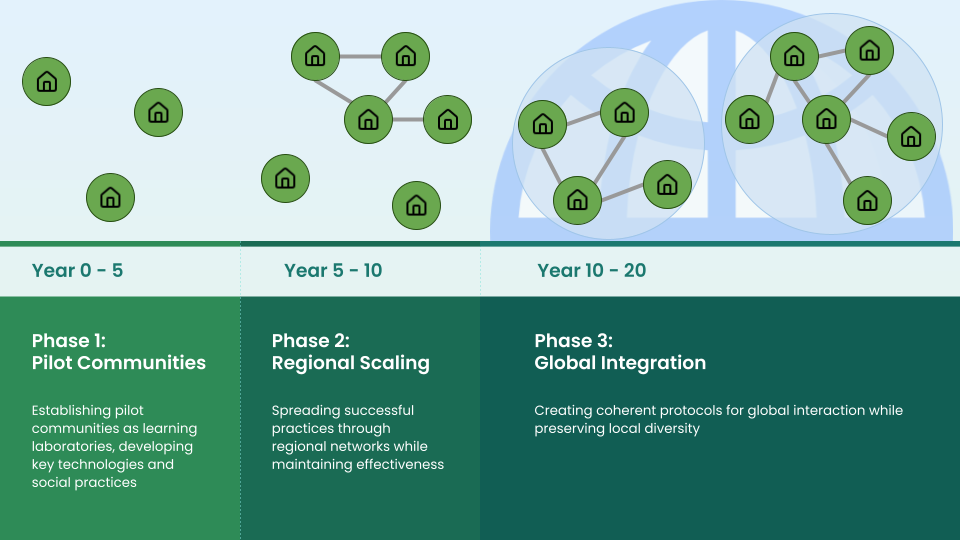 Year 0 - 5
Year 5 - 10
Year 10 - 20
Phase 1:
Pilot Communities
Establishing pilot
communities as learning
laboratories, developing
key technologies and
social practices
Phase 2:
Regional Scaling
Spreading successful
practices through
regional networks while
maintaining effectiveness
Phase 3:
Global Integration
Creating coherent protocols for global interaction while
preserving local diversity